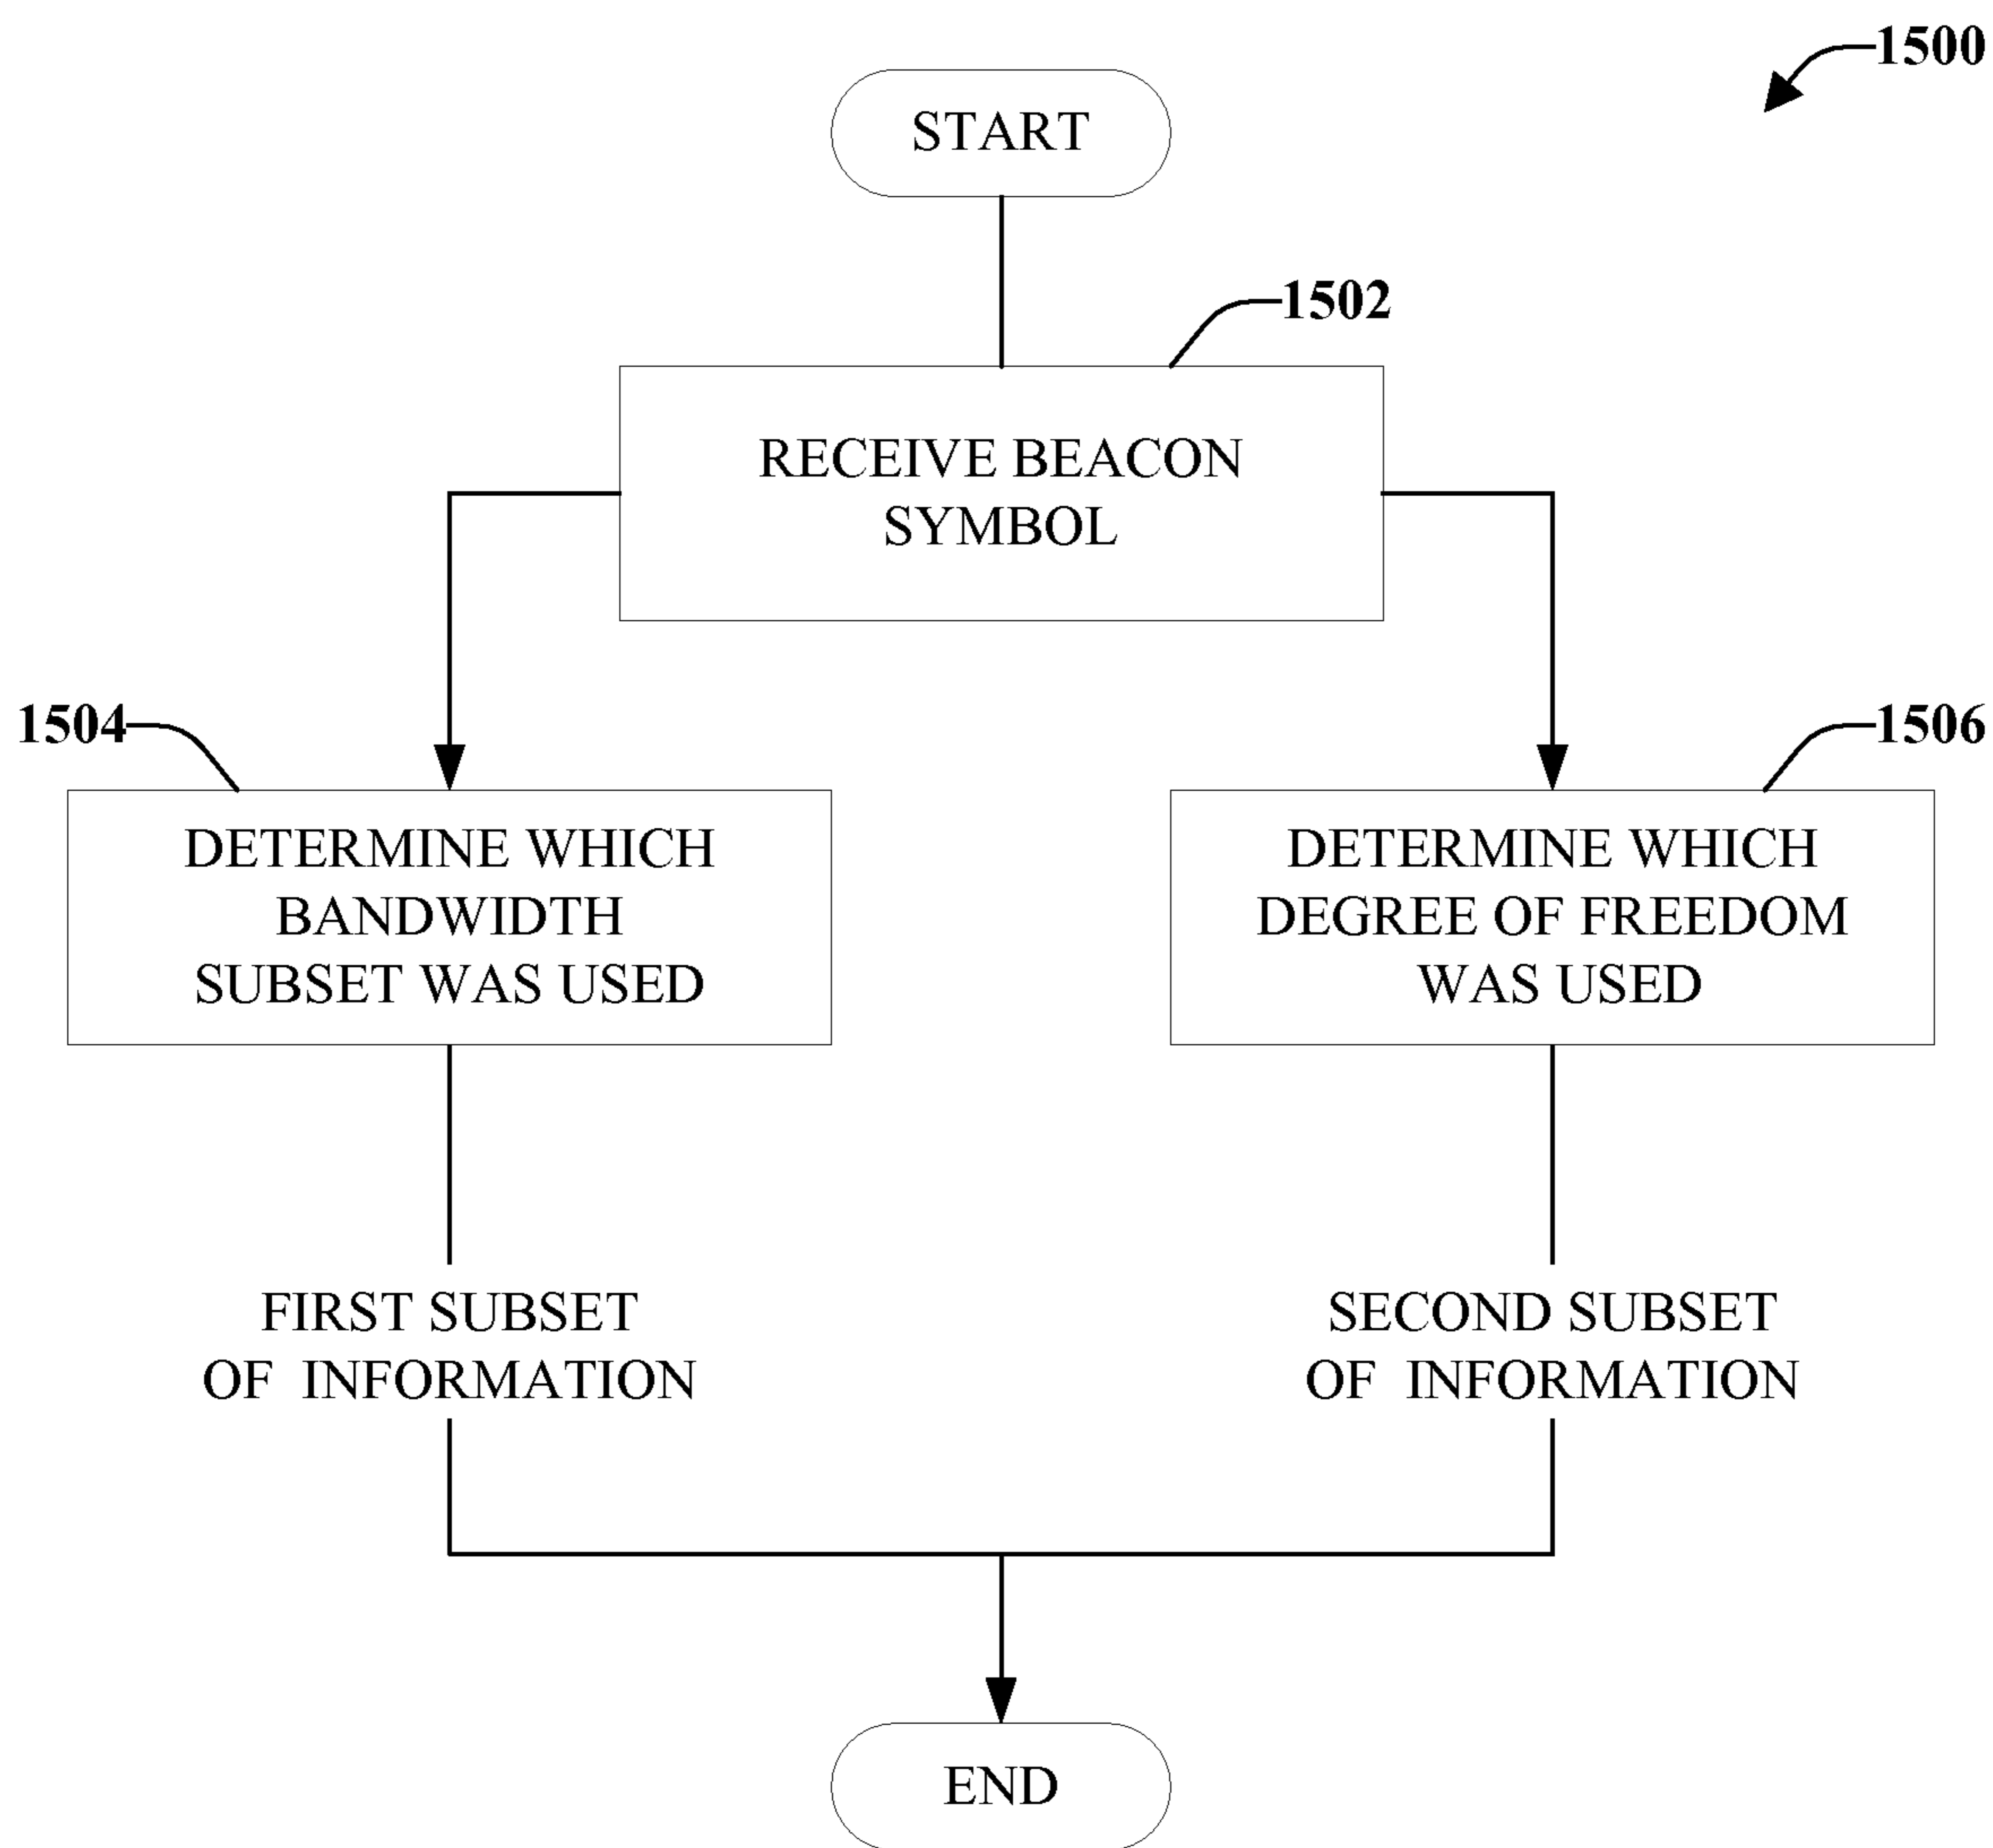 1500
START
1502
RECEIVE BEACON
SYMBOL
1504
DETERMINE WHICH
BANDWIDTH
SUBSET WAS USED
1506
DETERMINE WHICH
DEGREE OF FREEDOM
WAS USED
FIRST SUBSET
OF INFORMATION
SECOND SUBSET
OF INFORMATION
END